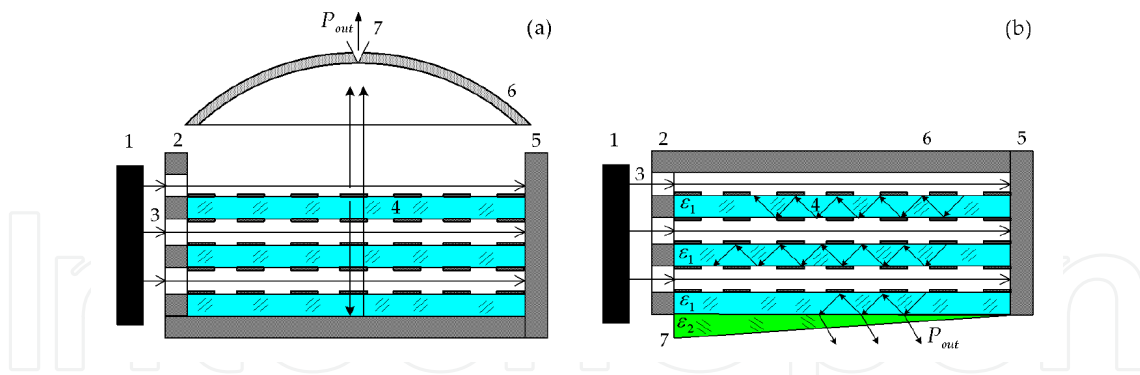 (a)
P_out 7
6
1 2 5
3
4
(b)
1 2 6 5
3
ε₁ 4
ε₁
ε₁
ε₂
7 P_out
InTechOpen